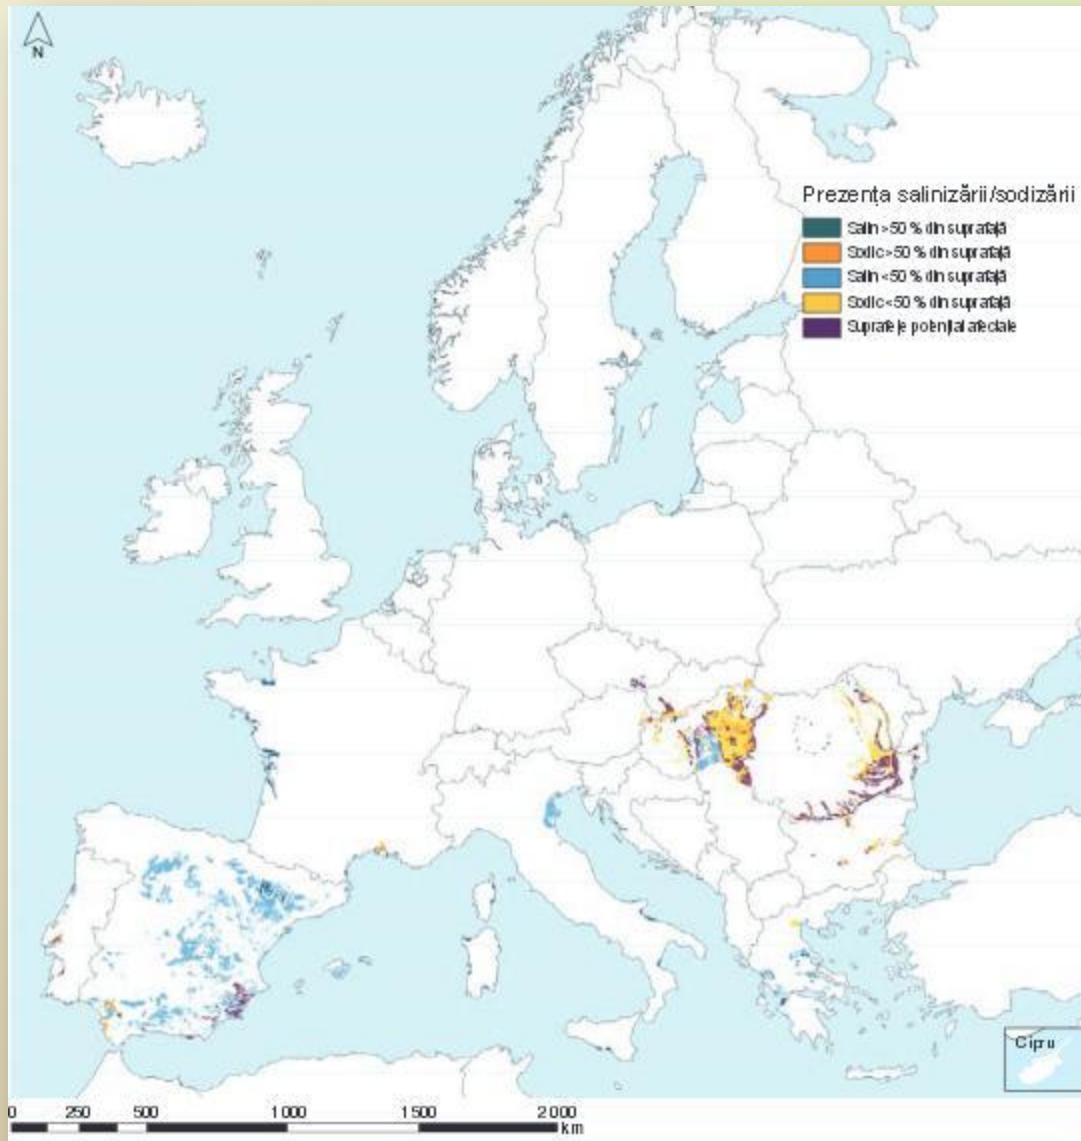 N
Prezența salinizării/sodizării
Salin >50 % din suprafață
Sodic >50 % din suprafață
Salin <50 % din suprafață
Sodic <50 % din suprafață
Suprafețe potențial afectate
Cipru
0 250 500 1 000 1 500 2 000
km